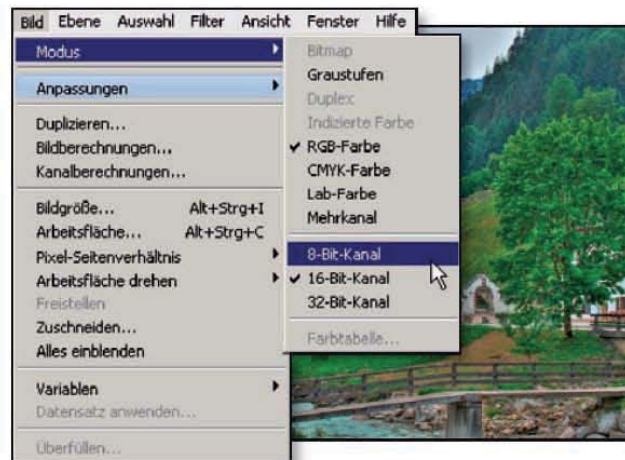 Bild Ebene Auswahl Filter Ansicht Fenster Hilfe
Modus
Anpassungen
Duplizieren...
Bildberechnungen...
Kanalberechnungen...
Bildgröße... Alt+Strg+I
Arbeitsfläche... Alt+Strg+C
Pixel-Seitenverhältnis
Arbeitsfläche drehen
Freistellen
Zuschneiden...
Alles einblenden
Variablen
Datensatz anwenden...
Überfüllen...
Bitmap
Graustufen
Duplex
Indizierte Farbe
✔ RGB-Farbe
CMYK-Farbe
Lab-Farbe
Mehrkanal
8-Bit-Kanal
✔ 16-Bit-Kanal
32-Bit-Kanal
Farbtabelle...